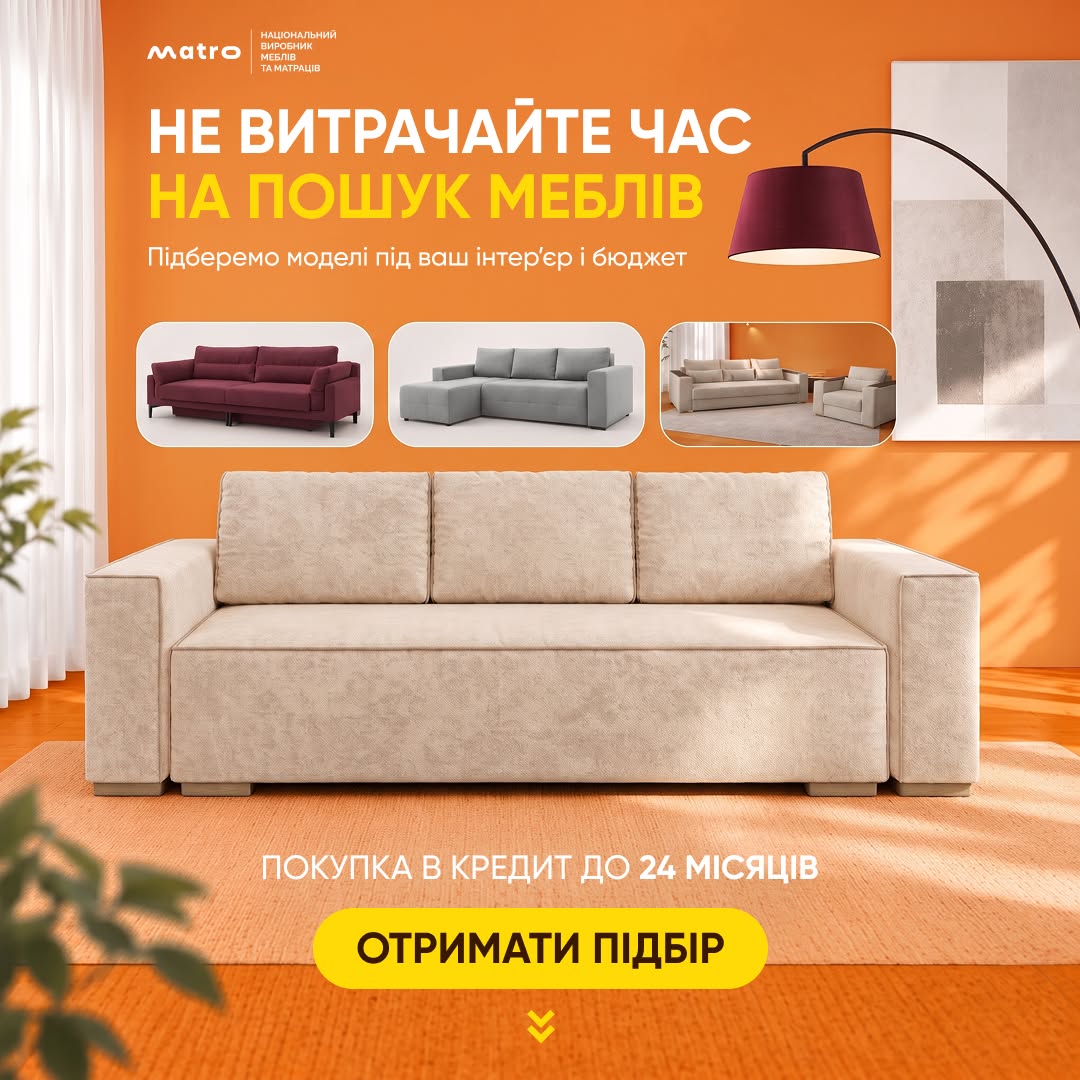 matro
НАЦІОНАЛЬНИЙ
ВИРОБНИК
МЕБЛІВ
ТА МАТРАЦІВ
НЕ ВИТРАЧАЙТЕ ЧАС
НА ПОШУК МЕБЛІВ
Підберемо моделі під ваш інтер’єр і бюджет
ПОКУПКА В КРЕДИТ ДО 24 МІСЯЦІВ
ОТРИМАТИ ПІДБІР